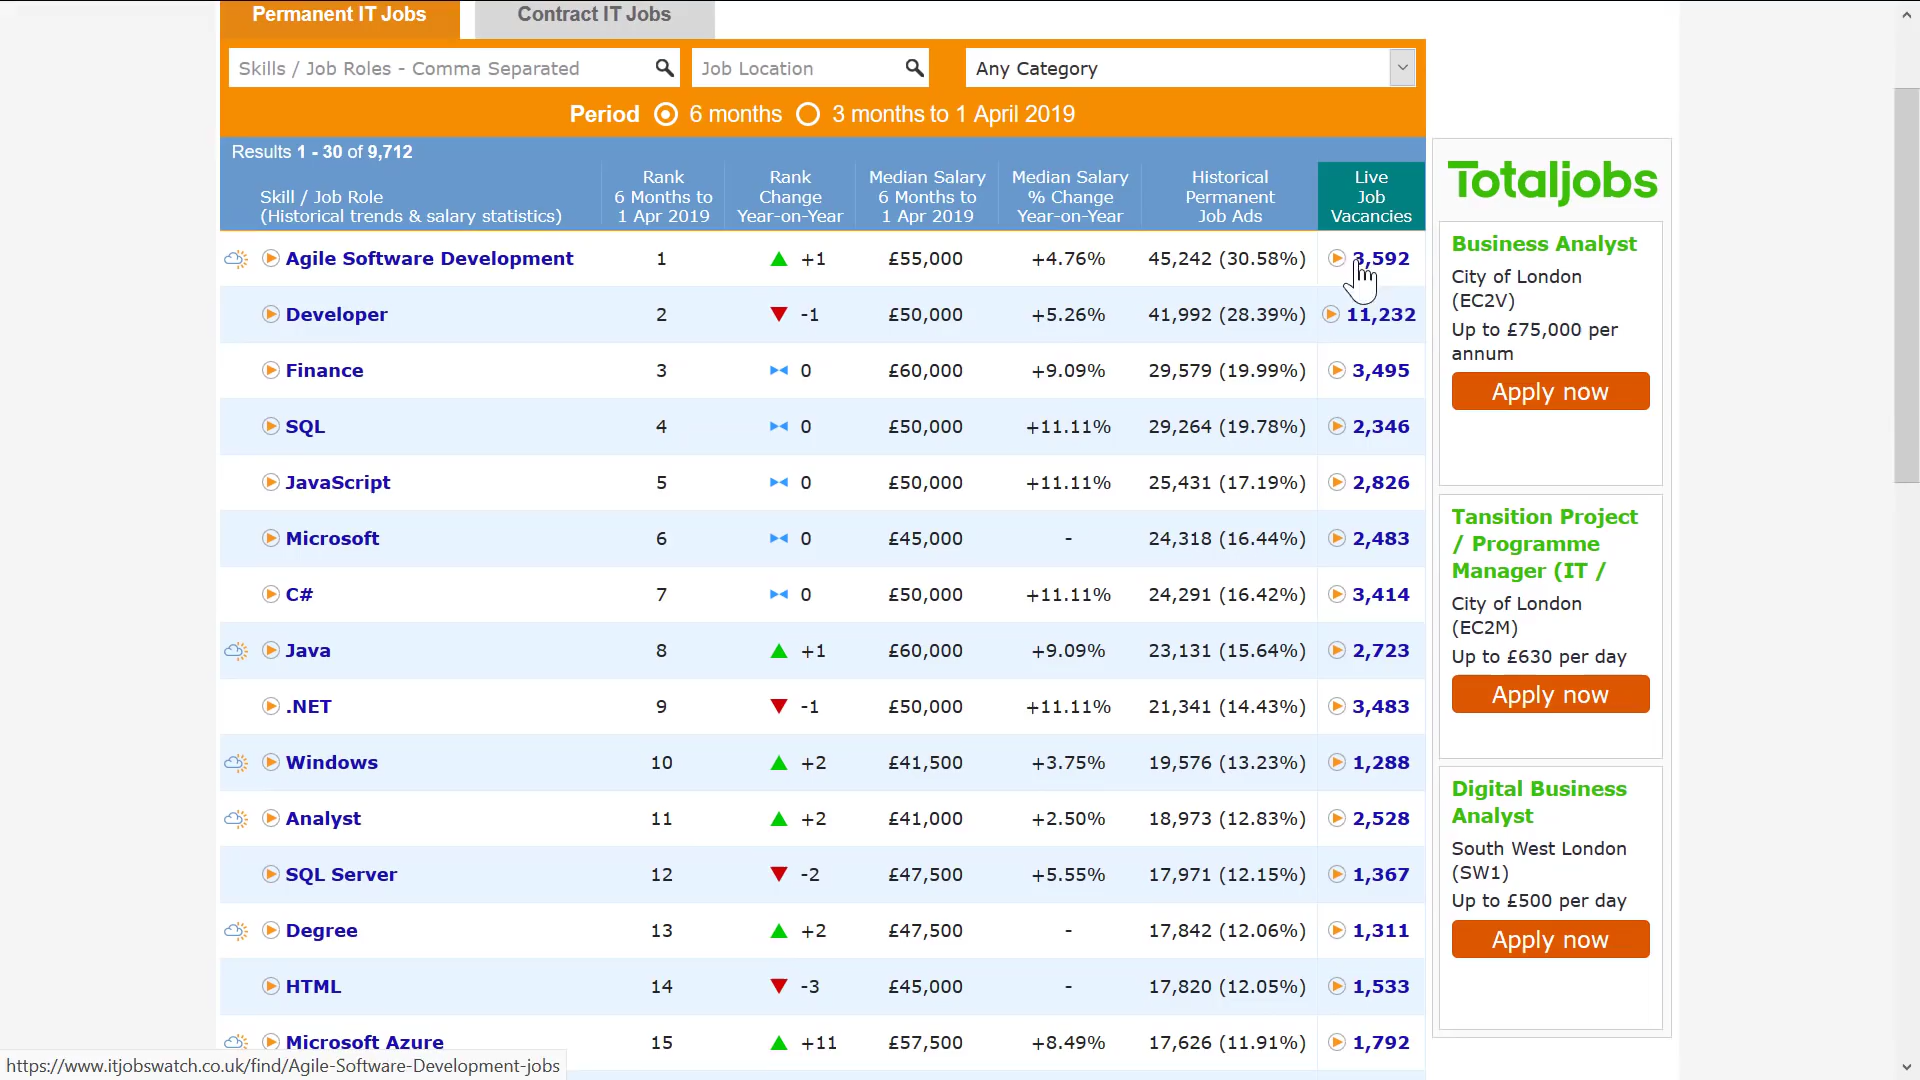 Permanent IT Jobs Contract IT Jobs
Skills / Job Roles - Comma Separated Job Location Any Category
Period 6 months 3 months to 1 April 2019
Results 1 - 30 of 9,712
Skill / Job Role
(Historical trends & salary statistics)
Rank
6 Months to
1 Apr 2019
Rank
Change
Year-on-Year
Median Salary
6 Months to
1 Apr 2019
Median Salary
% Change
Year-on-Year
Historical
Permanent
Job Ads
Live
Job
Vacancies
Agile Software Development 1 +1 £55,000 +4.76% 45,242 (30.58%) 3,592
Developer 2 -1 £50,000 +5.26% 41,992 (28.39%) 11,232
Finance 3 0 £60,000 +9.09% 29,579 (19.99%) 3,495
SQL 4 0 £50,000 +11.11% 29,264 (19.78%) 2,346
JavaScript 5 0 £50,000 +11.11% 25,431 (17.19%) 2,826
Microsoft 6 0 £45,000 - 24,318 (16.44%) 2,483
C# 7 0 £50,000 +11.11% 24,291 (16.42%) 3,414
Java 8 +1 £60,000 +9.09% 23,131 (15.64%) 2,723
.NET 9 -1 £50,000 +11.11% 21,341 (14.43%) 3,483
Windows 10 +2 £41,500 +3.75% 19,576 (13.23%) 1,288
Analyst 11 +2 £41,000 +2.50% 18,973 (12.83%) 2,528
SQL Server 12 -2 £47,500 +5.55% 17,971 (12.15%) 1,367
Degree 13 +2 £47,500 - 17,842 (12.06%) 1,311
HTML 14 -3 £45,000 - 17,820 (12.05%) 1,533
Microsoft Azure 15 +11 £57,500 +8.49% 17,626 (11.91%) 1,792
Totaljobs
Business Analyst
City of London
(EC2V)
Up to £75,000 per
annum
Apply now
Tansition Project
/ Programme
Manager (IT /
City of London
(EC2M)
Up to £630 per day
Apply now
Digital Business
Analyst
South West London
(SW1)
Up to £500 per day
Apply now
https://www.itjobswatch.co.uk/find/Agile-Software-Development-jobs